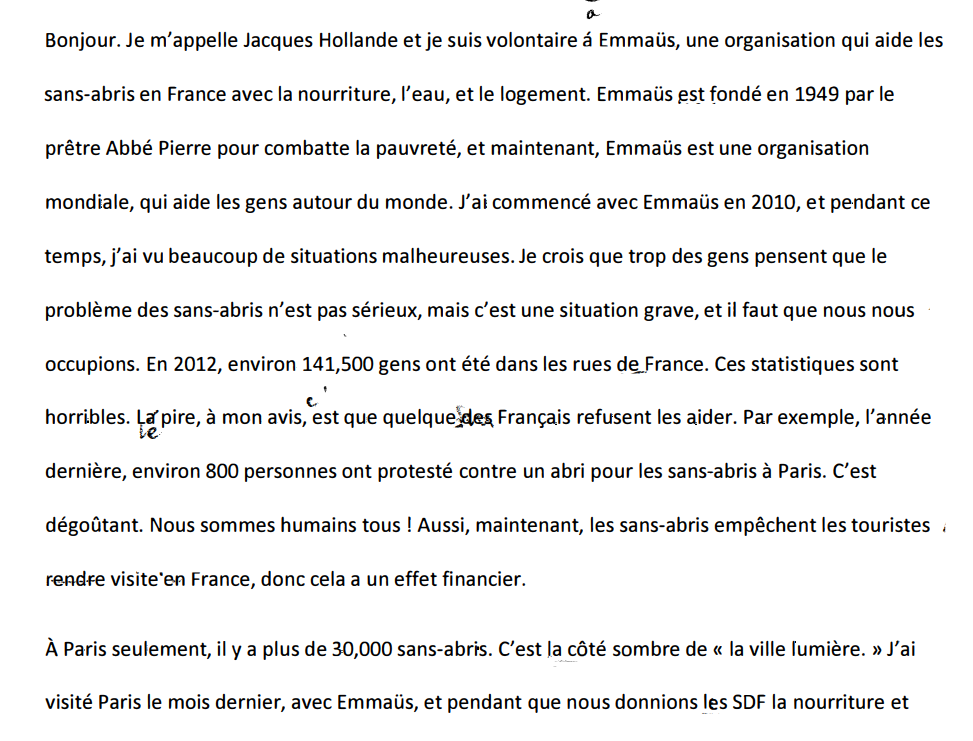 a
Bonjour. Je m’appelle Jacques Hollande et je suis volontaire á Emmaüs, une organisation qui aide les
sans-abris en France avec la nourriture, l’eau, et le logement. Emmaüs est fondé en 1949 par le
prêtre Abbé Pierre pour combatte la pauvreté, et maintenant, Emmaüs est une organisation
mondiale, qui aide les gens autour du monde. J’ai commencé avec Emmaüs en 2010, et pendant ce
temps, j’ai vu beaucoup de situations malheureuses. Je crois que trop des gens pensent que le
problème des sans-abris n’est pas sérieux, mais c’est une situation grave, et il faut que nous nous
occupions. En 2012, environ 141,500 gens ont été dans les rues de France. Ces statistiques sont
c'
horribles. La pire, à mon avis, est que quelque des Français refusent les aider. Par exemple, l’année
le
dernière, environ 800 personnes ont protesté contre un abri pour les sans-abris à Paris. C’est
dégoûtant. Nous sommes humains tous ! Aussi, maintenant, les sans-abris empêchent les touristes
rendre visite en France, donc cela a un effet financier.
À Paris seulement, il y a plus de 30,000 sans-abris. C’est la côté sombre de « la ville lumière. » J’ai
visité Paris le mois dernier, avec Emmaüs, et pendant que nous donnions les SDF la nourriture et